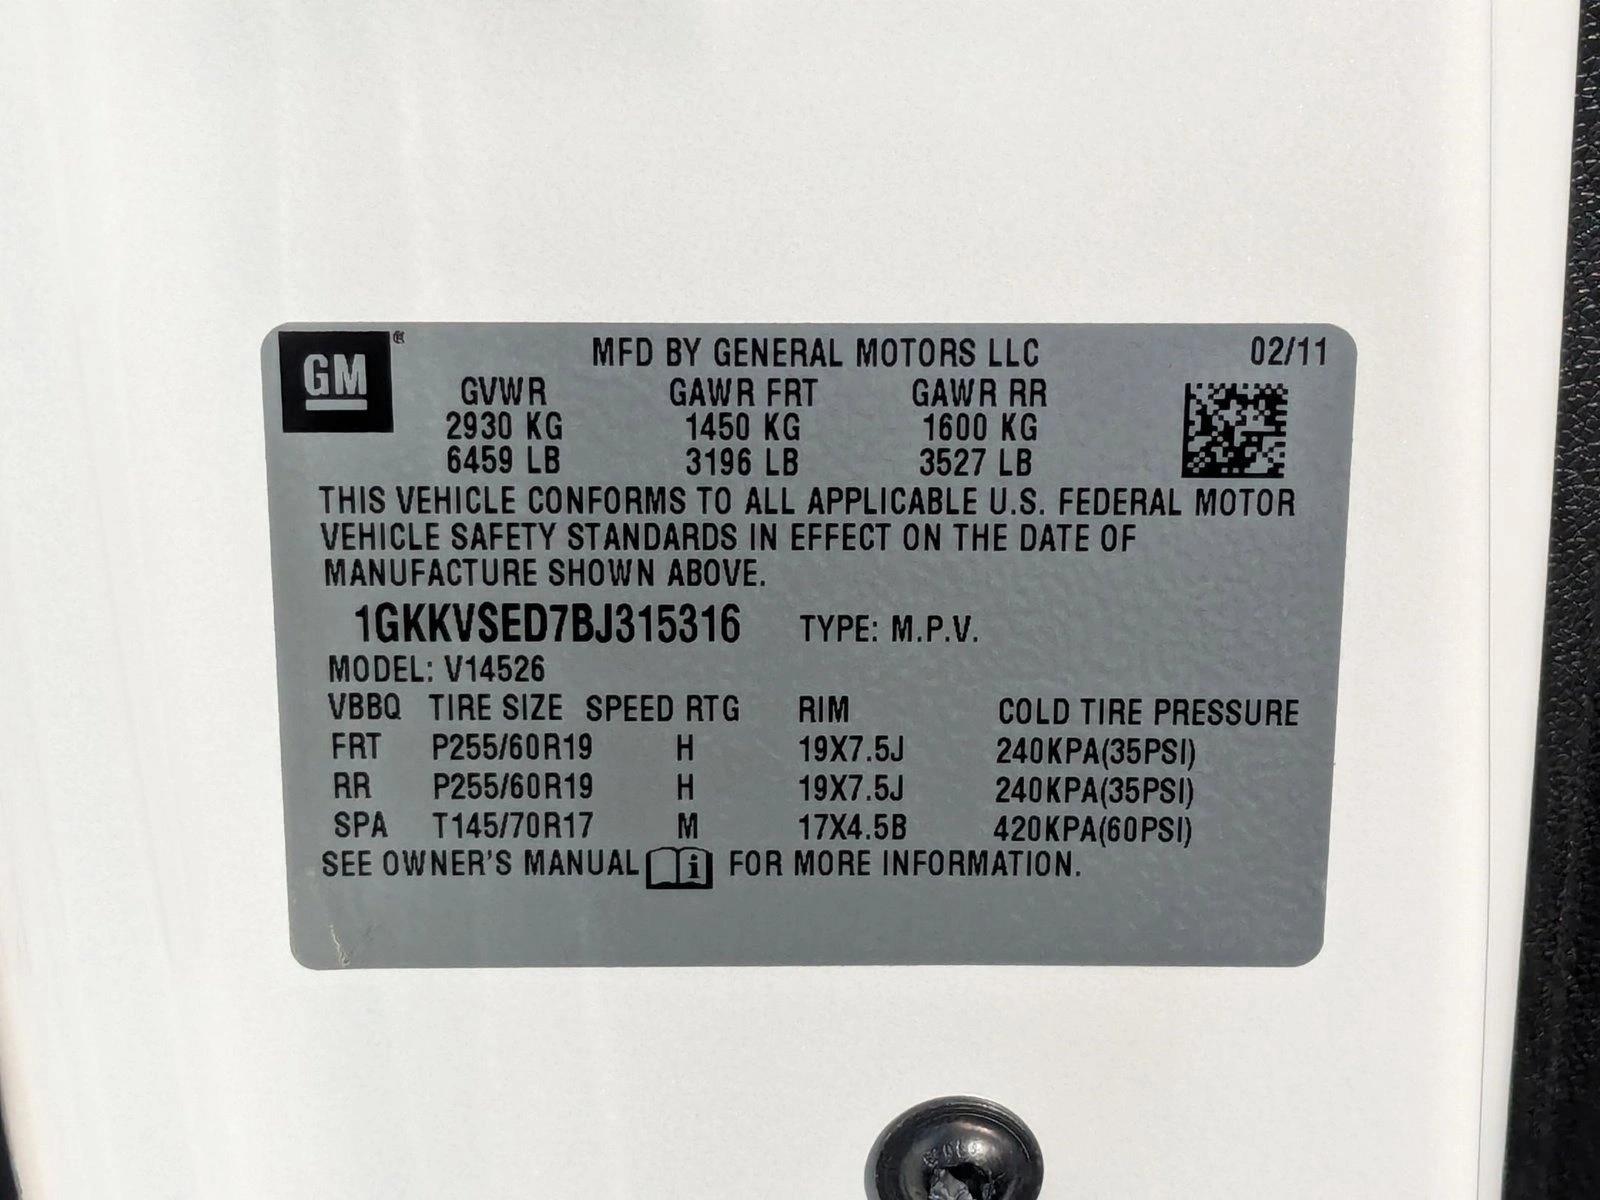 GM
MFD BY GENERAL MOTORS LLC 02/11
GVWR GAWR FRT GAWR RR
2930 KG 1450 KG 1600 KG
6459 LB 3196 LB 3527 LB
THIS VEHICLE CONFORMS TO ALL APPLICABLE U.S. FEDERAL MOTOR
VEHICLE SAFETY STANDARDS IN EFFECT ON THE DATE OF
MANUFACTURE SHOWN ABOVE.
1GKKVSED7BJ315316 TYPE: M.P.V.
MODEL: V14526
VBBQ TIRE SIZE SPEED RTG RIM COLD TIRE PRESSURE
FRT P255/60R19 H 19X7.5J 240KPA(35PSI)
RR P255/60R19 H 19X7.5J 240KPA(35PSI)
SPA T145/70R17 M 17X4.5B 420KPA(60PSI)
SEE OWNER'S MANUAL i FOR MORE INFORMATION.